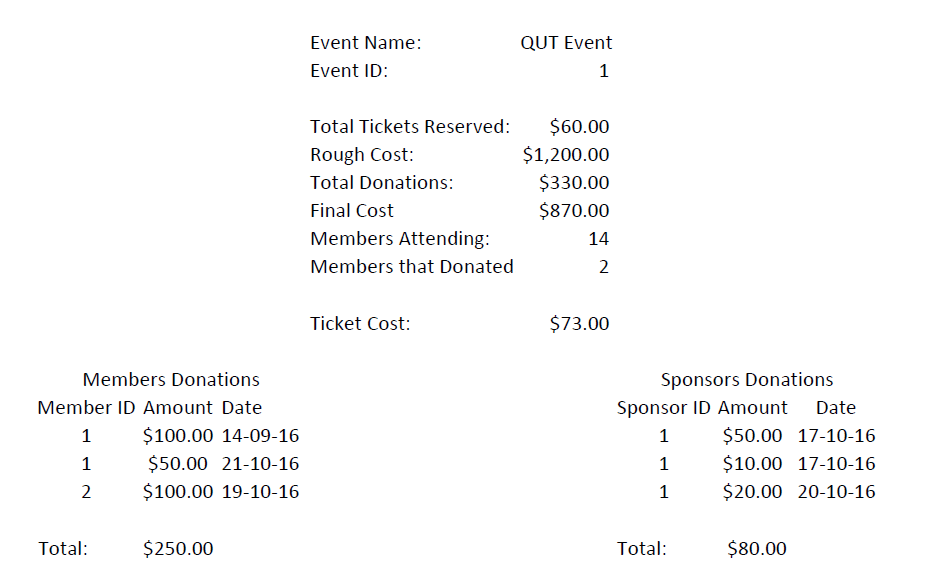 Event Name: QUT Event
Event ID: 1
Total Tickets Reserved: $60.00
Rough Cost: $1,200.00
Total Donations: $330.00
Final Cost $870.00
Members Attending: 14
Members that Donated 2
Ticket Cost: $73.00
Members Donations
Member ID Amount Date
1 $100.00 14-09-16
1 $50.00 21-10-16
2 $100.00 19-10-16
Total: $250.00
Sponsors Donations
Sponsor ID Amount Date
1 $50.00 17-10-16
1 $10.00 17-10-16
1 $20.00 20-10-16
Total: $80.00